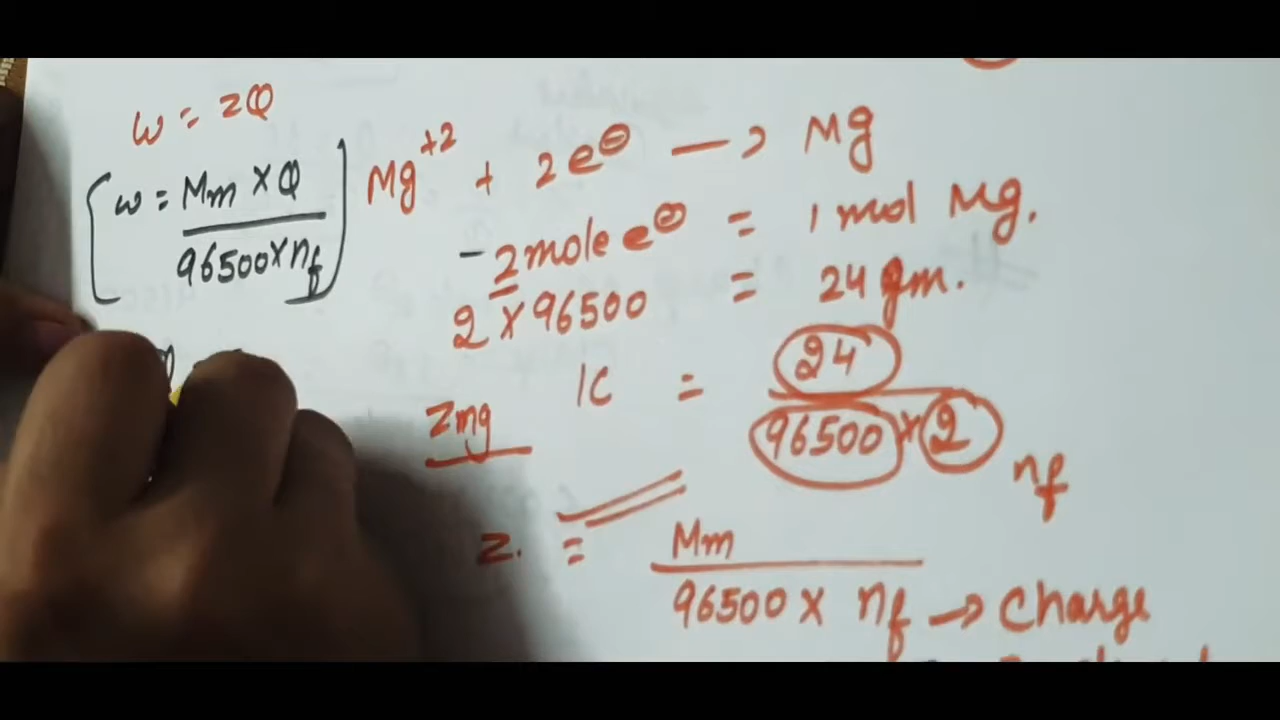 w = zQ
w = Mm × Q
96500 × nf
Mg+2 + 2e⊖ → Mg
2 mole e⊖ = 1 mol Mg.
2 × 96500 = 24 gm.
1C = 24
96500 × 2
nf
Zmg
z. = Mm
96500 × nf → Charge